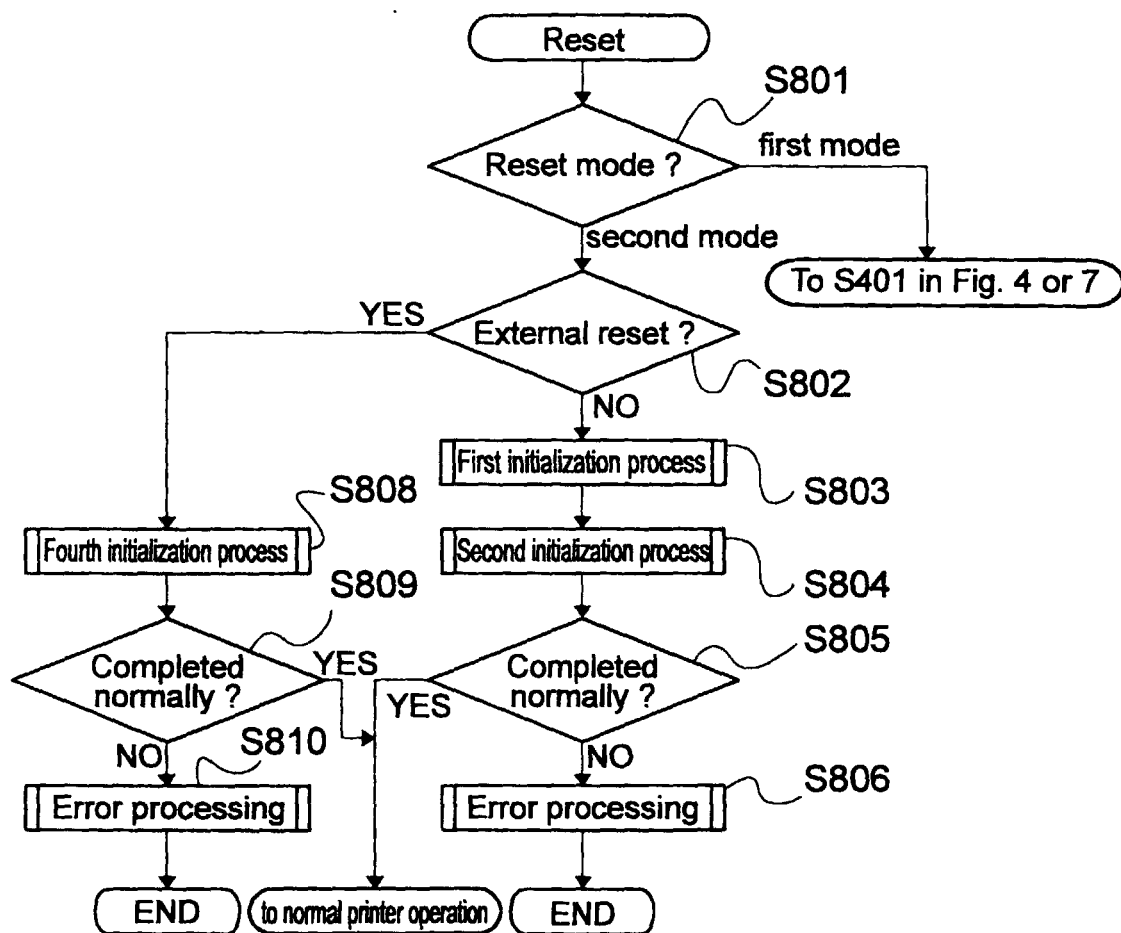 Reset
S801
Reset mode ?
first mode
second mode
To S401 in Fig. 4 or 7
YES
External reset ?
S802
NO
First initialization process
S803
S808
Fourth initialization process
Second initialization process
S804
S809
S805
Completed
normally ?
YES
Completed
normally ?
YES
NO
S810
NO
Error processing
Error processing
S806
END
to normal printer operation
END